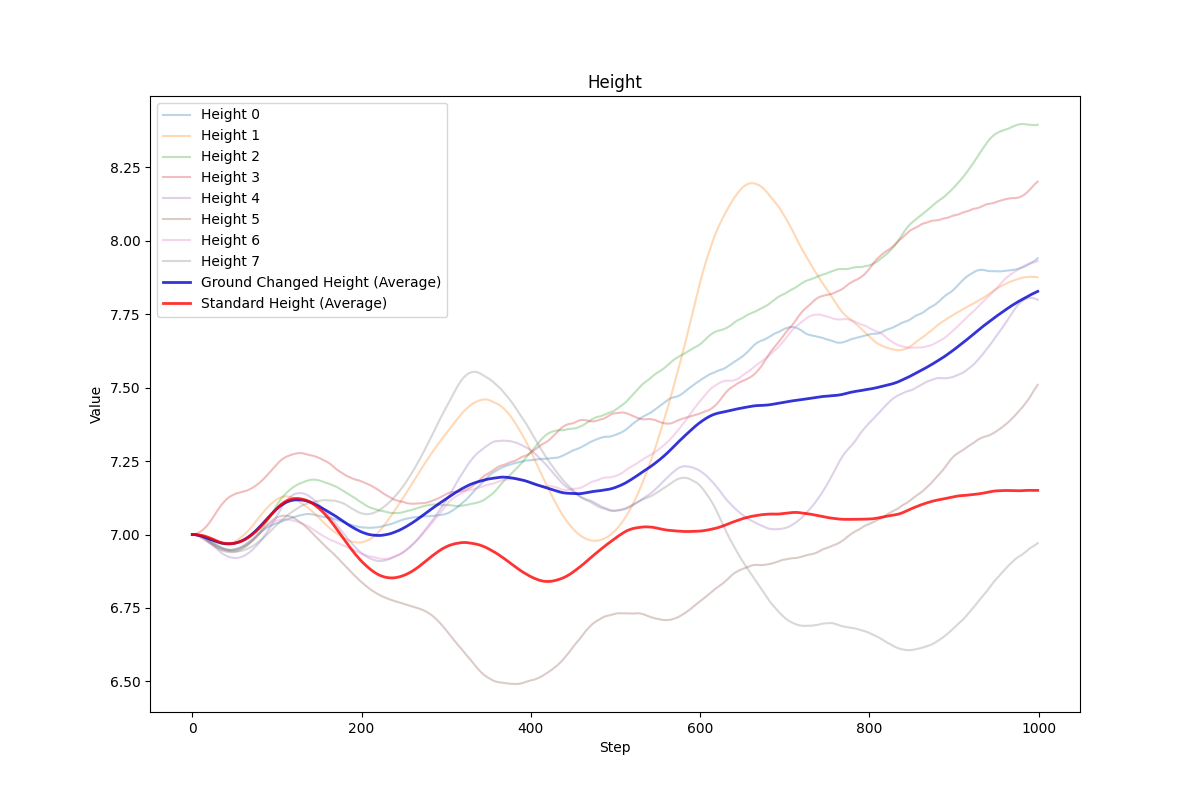 Height
Height 0
Height 1
Height 2
Height 3
Height 4
Height 5
Height 6
Height 7
Ground Changed Height (Average)
Standard Height (Average)
8.25
8.00
7.75
7.50
7.25
7.00
6.75
6.50
Value
0 200 400 600 800 1000
Step